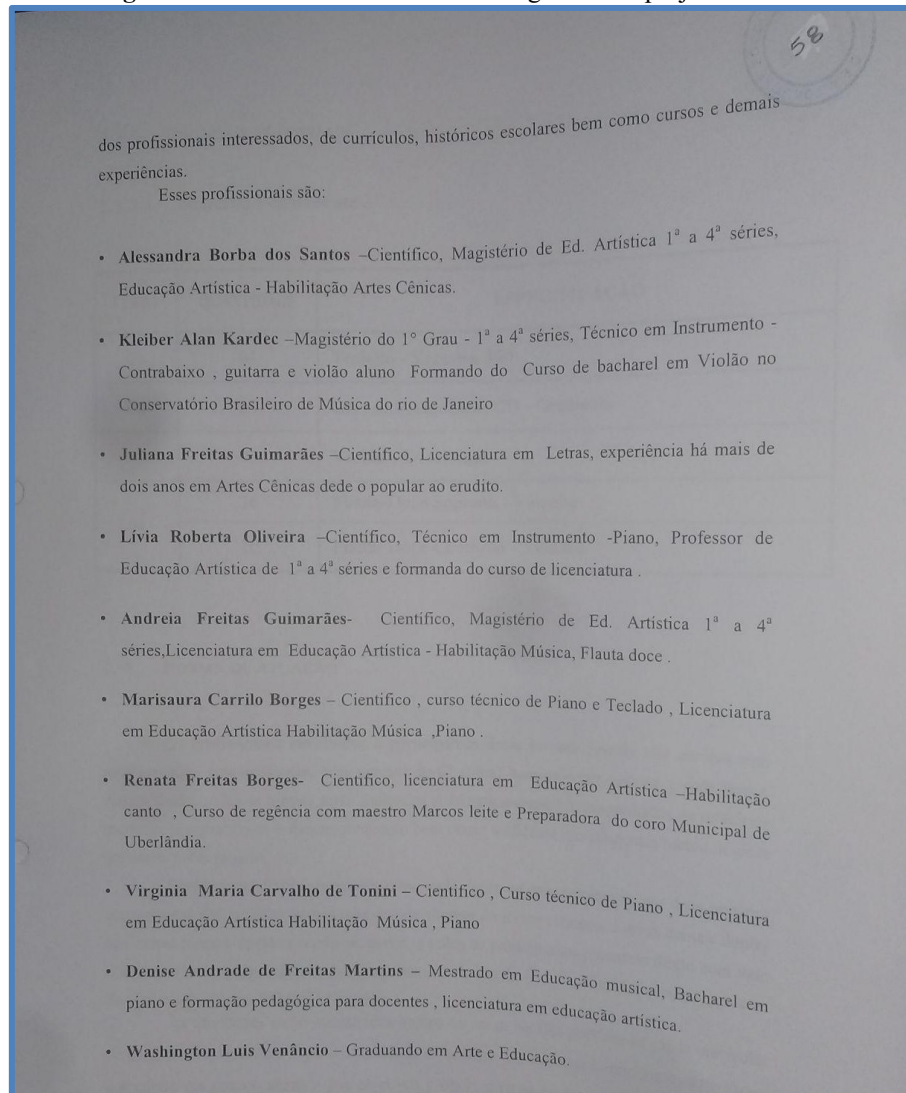 58
dos profissionais interessados, de currículos, históricos escolares bem como cursos e demais
experiências.
Esses profissionais são:
• Alessandra Borba dos Santos –Científico, Magistério de Ed. Artística 1ª a 4ª séries,
Educação Artística - Habilitação Artes Cênicas.
• Kleiber Alan Kardec –Magistério do 1° Grau - 1ª a 4ª séries, Técnico em Instrumento -
Contrabaixo , guitarra e violão aluno Formando do Curso de bacharel em Violão no
Conservatório Brasileiro de Música do rio de Janeiro
• Juliana Freitas Guimarães –Científico, Licenciatura em Letras, experiência há mais de
dois anos em Artes Cênicas dede o popular ao erudito.
• Lívia Roberta Oliveira –Científico, Técnico em Instrumento -Piano, Professor de
Educação Artística de 1ª a 4ª séries e formanda do curso de licenciatura .
• Andreia Freitas Guimarães- Científico, Magistério de Ed. Artística 1ª a 4ª
séries,Licenciatura em Educação Artística - Habilitação Música, Flauta doce .
• Marisaura Carrilo Borges – Cientifico , curso técnico de Piano e Teclado , Licenciatura
em Educação Artística Habilitação Música ,Piano .
• Renata Freitas Borges- Cientifico, licenciatura em Educação Artística –Habilitação
canto , Curso de regência com maestro Marcos leite e Preparadora do coro Municipal de
Uberlândia.
• Virginia Maria Carvalho de Tonini – Cientifico , Curso técnico de Piano , Licenciatura
em Educação Artística Habilitação Música , Piano
• Denise Andrade de Freitas Martins – Mestrado em Educação musical, Bacharel em
piano e formação pedagógica para docentes , licenciatura em educação artística.
• Washington Luis Venâncio – Graduando em Arte e Educação.